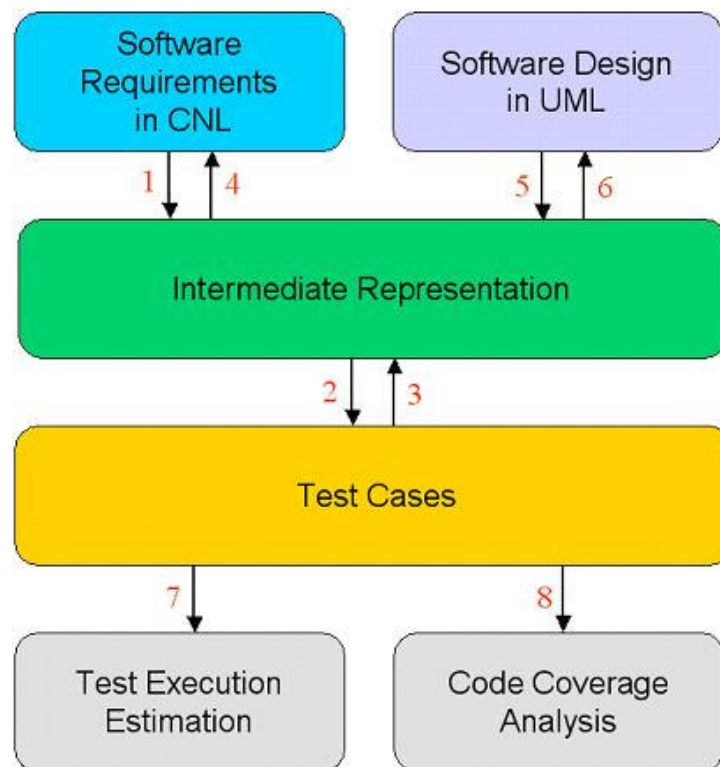 Software
Requirements
in CNL
Software Design
in UML
1
4
5
6
Intermediate Representation
2
3
Test Cases
7
8
Test Execution
Estimation
Code Coverage
Analysis